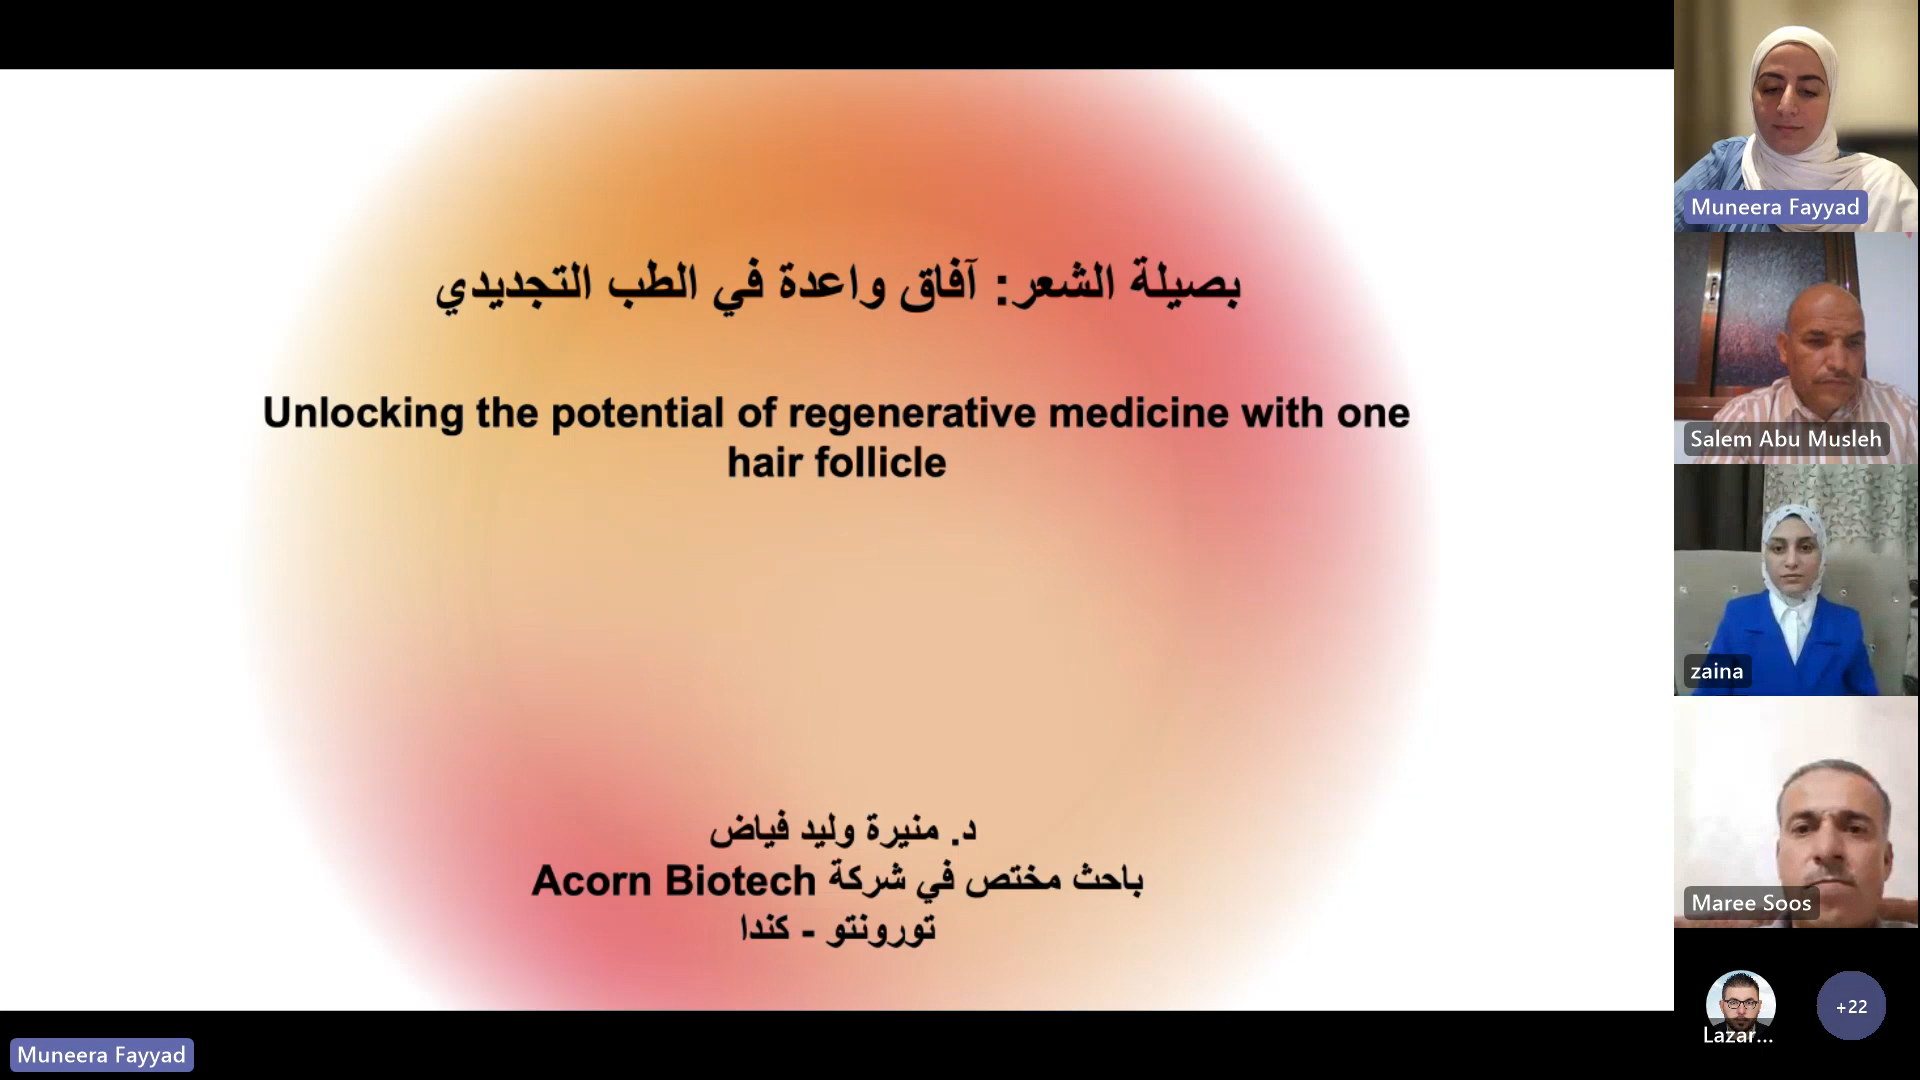 بصيلة الشعر: آفاق واعدة في الطب التجديدي
Unlocking the potential of regenerative medicine with one
hair follicle
د. منيرة وليد فياض
باحث مختص في شركة Acorn Biotech
تورونتو - كندا
Muneera Fayyad
Salem Abu Musleh
zaina
Maree Soos
Lazar...
+22
Muneera Fayyad